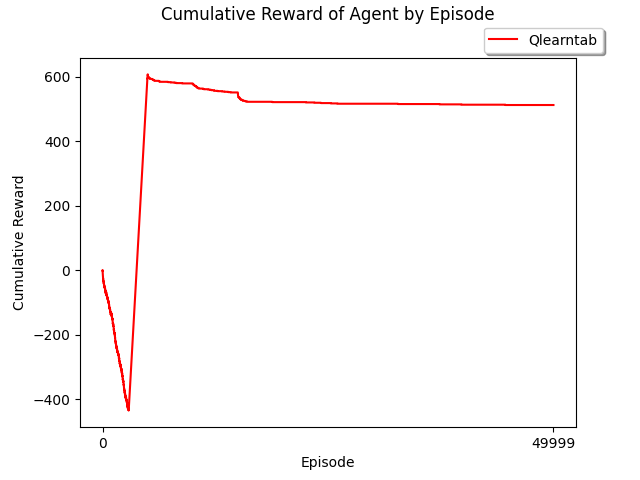 Cumulative Reward of Agent by Episode
Qlearntab
600
400
200
0
−200
−400
Cumulative Reward
0
49999
Episode